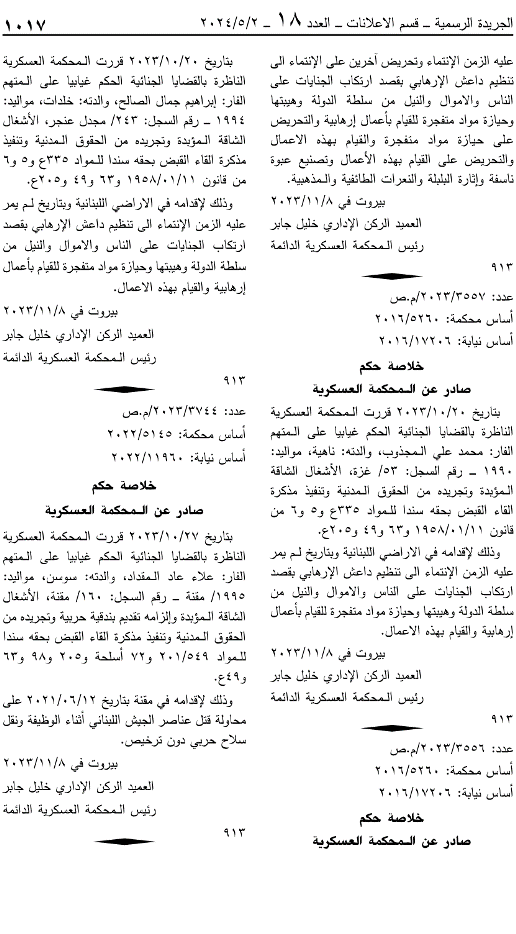 الجريدة الرسمية ــ قسم الاعلانات ــ العدد ١٨ ــ ٢٠٢٤/٥/٢
١٠١٧
عليه الزمن الإنتماء وتحريض آخرين على الإنتماء الى
تنظيم داعش الإرهابي بقصد ارتكاب الجنايات على
الناس والاموال والنيل من سلطة الدولة وهيبتها
وحيازة مواد متفجرة للقيام بأعمال إرهابية والتحريض
على حيازة مواد متفجرة والقيام بهذه الاعمال
والتحريض على القيام بهذه الأعمال وتصنيع عبوة
ناسفة وإثارة البلبلة والنعرات الطائفية والمذهبية.
بيروت في ٢٠٢٣/١١/٨
العميد الركن الإداري خليل جابر
رئيس المحكمة العسكرية الدائمة
٩١٣
عدد: ٢٠٢٣/٣٥٥٧/م.ص
أساس محكمة: ٢٠١٦/٥٢٦٠
أساس نيابة: ٢٠١٦/١٧٢٠٦
خلاصة حكم
صادر عن المحكمة العسكرية
بتاريخ ٢٠٢٣/١٠/٢٠ قررت المحكمة العسكرية
الناظرة بالقضايا الجنائية الحكم غيابيا على المتهم
الفار: محمد علي المجذوب، والدته: ناهية، مواليد:
١٩٩٠ ــ رقم السجل: ٥٣/ غزة، الأشغال الشاقة
المؤبدة وتجريده من الحقوق المدنية وتنفيذ مذكرة
القاء القبض بحقه سندا للمواد ٣٣٥ع و٥ و٦ من
قانون ١٩٥٨/٠١/١١ و٦٣ و٤٩ و٢٠٥ع.
وذلك لإقدامه في الاراضي اللبنانية وبتاريخ لم يمر
عليه الزمن الإنتماء الى تنظيم داعش الإرهابي بقصد
ارتكاب الجنايات على الناس والاموال والنيل من
سلطة الدولة وهيبتها وحيازة مواد متفجرة للقيام بأعمال
إرهابية والقيام بهذه الاعمال.
بيروت في ٢٠٢٣/١١/٨
العميد الركن الإداري خليل جابر
رئيس المحكمة العسكرية الدائمة
٩١٣
عدد: ٢٠٢٣/٣٥٥٦/م.ص
أساس محكمة: ٢٠١٦/٥٢٦٠
أساس نيابة: ٢٠١٦/١٧٢٠٦
خلاصة حكم
صادر عن المحكمة العسكرية
بتاريخ ٢٠٢٣/١٠/٢٠ قررت المحكمة العسكرية
الناظرة بالقضايا الجنائية الحكم غيابيا على المتهم
الفار: إبراهيم جمال الصالح، والدته: خلدات، مواليد:
١٩٩٤ ــ رقم السجل: ٢٤٣/ مجدل عنجر، الأشغال
الشاقة المؤبدة وتجريده من الحقوق المدنية وتنفيذ
مذكرة القاء القبض بحقه سندا للمواد ٣٣٥ع و٥ و٦
من قانون ١٩٥٨/٠١/١١ و٦٣ و٤٩ و٢٠٥ع.
وذلك لإقدامه في الاراضي اللبنانية وبتاريخ لم يمر
عليه الزمن الإنتماء الى تنظيم داعش الإرهابي بقصد
ارتكاب الجنايات على الناس والاموال والنيل من
سلطة الدولة وهيبتها وحيازة مواد متفجرة للقيام بأعمال
إرهابية والقيام بهذه الاعمال.
بيروت في ٢٠٢٣/١١/٨
العميد الركن الإداري خليل جابر
رئيس المحكمة العسكرية الدائمة
٩١٣
عدد: ٢٠٢٣/٣٧٤٤/م.ص
أساس محكمة: ٢٠٢٢/٥١٤٥
أساس نيابة: ٢٠٢٢/١١٩٦٠
خلاصة حكم
صادر عن المحكمة العسكرية
بتاريخ ٢٠٢٣/١٠/٢٧ قررت المحكمة العسكرية
الناظرة بالقضايا الجنائية الحكم غيابيا على المتهم
الفار: علاء عاد المقداد، والدته: سوسن، مواليد:
١٩٩٥/ مقنة ــ رقم السجل: ١٦٠/ مقنة، الأشغال
الشاقة المؤبدة وإلزامه تقديم بندقية حربية وتجريده من
الحقوق المدنية وتنفيذ مذكرة القاء القبض بحقه سندا
للمواد ٢٠١/٥٤٩ و٧٢ أسلحة و٢٠٥ و٩٨ و٦٣
و٤٩ع.
وذلك لإقدامه في مقنة بتاريخ ٢٠٢١/٠٦/١٢ على
محاولة قتل عناصر الجيش اللبناني أثناء الوظيفة ونقل
سلاح حربي دون ترخيص.
بيروت في ٢٠٢٣/١١/٨
العميد الركن الإداري خليل جابر
رئيس المحكمة العسكرية الدائمة
٩١٣